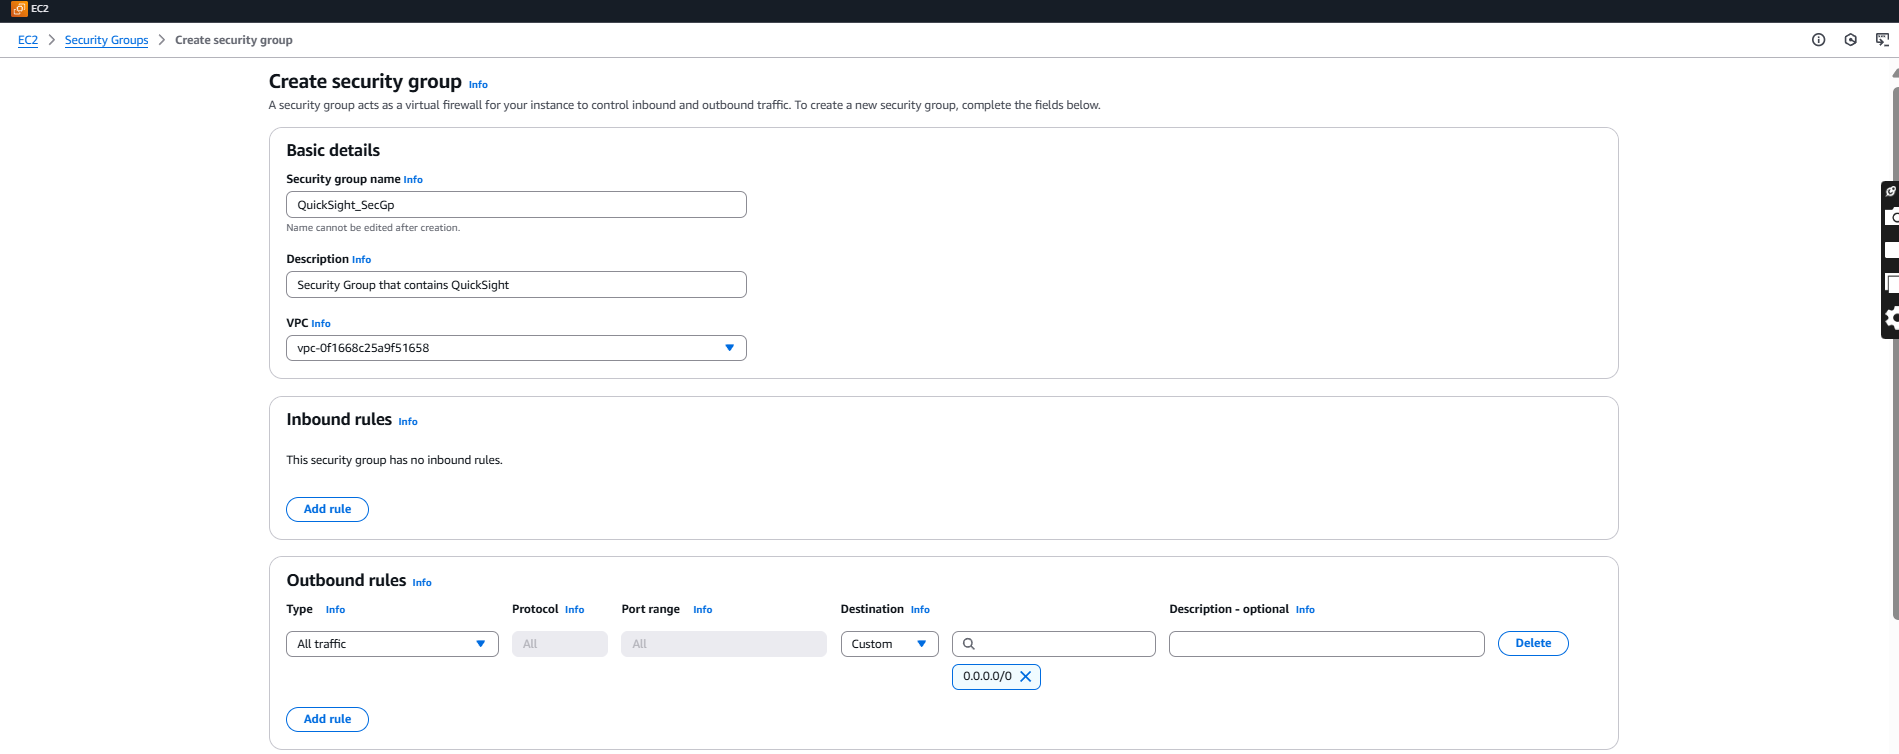 EC2
EC2 > Security Groups > Create security group
Create security group Info
A security group acts as a virtual firewall for your instance to control inbound and outbound traffic. To create a new security group, complete the fields below.
Basic details
Security group name Info
QuickSight_SecGp
Name cannot be edited after creation.
Description Info
Security Group that contains QuickSight
VPC Info
vpc-0f1668c25a9f51658
Inbound rules Info
This security group has no inbound rules.
Add rule
Outbound rules Info
Type Info Protocol Info Port range Info Destination Info Description - optional Info
All traffic All All Custom Delete
0.0.0.0/0
Add rule